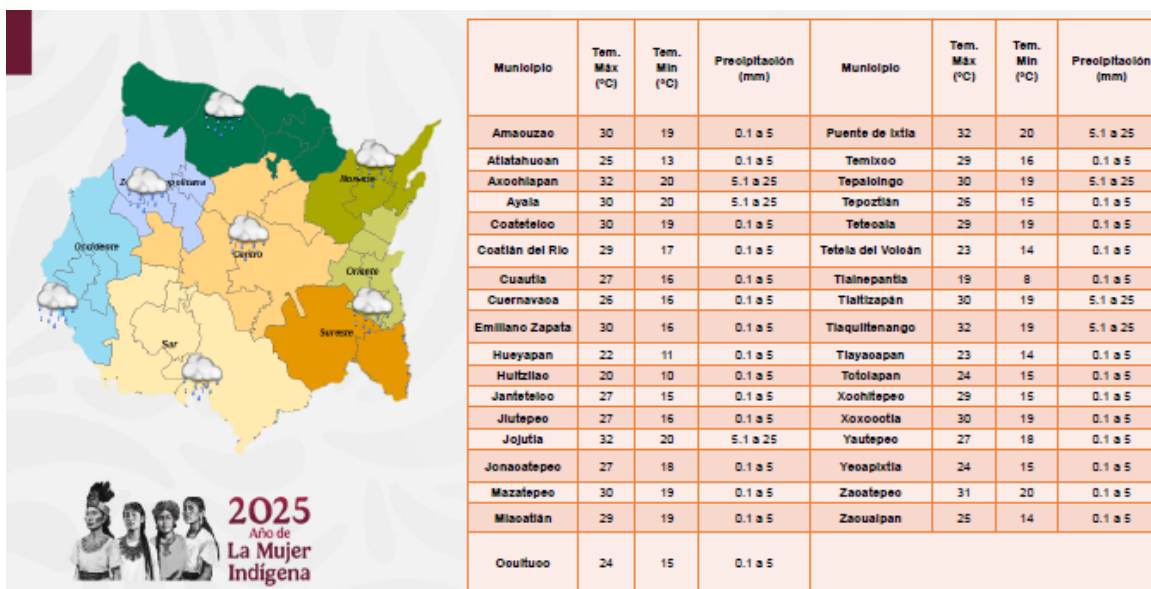 Occidente
Centro
Oriente
Sureste
Sur
2025
Año de
La Mujer
Indígena
Municipio Tem. Máx (°C) Tem. Min (°C) Precipitación (mm) Municipio Tem. Máx (°C) Tem. Min (°C) Precipitación (mm)
Amacuzac 30 19 0.1 a 5 Puente de Ixtla 32 20 5.1 a 25
Atlatahucan 25 13 0.1 a 5 Temixco 29 16 0.1 a 5
Axochiapan 32 20 5.1 a 25 Tepalcingo 30 19 5.1 a 25
Ayala 30 20 5.1 a 25 Tepoztlán 26 15 0.1 a 5
Coatetelco 30 19 0.1 a 5 Tetecala 29 19 0.1 a 5
Coatlán del Rio 29 17 0.1 a 5 Tetela del Volcán 23 14 0.1 a 5
Cuautla 27 16 0.1 a 5 Tlalnepantla 19 8 0.1 a 5
Cuernavaca 26 16 0.1 a 5 Tlaltizapán 30 19 5.1 a 25
Emiliano Zapata 30 16 0.1 a 5 Tlaquiltenango 32 19 5.1 a 25
Hueyapan 22 11 0.1 a 5 Tlayacapan 23 14 0.1 a 5
Huitzilac 20 10 0.1 a 5 Totolapan 24 15 0.1 a 5
Jantetelco 27 15 0.1 a 5 Xochitepec 29 15 0.1 a 5
Jiutepec 27 16 0.1 a 5 Xoxocotla 30 19 0.1 a 5
Jojutla 32 20 5.1 a 25 Yautepec 27 18 0.1 a 5
Jonacatepec 27 18 0.1 a 5 Yecapixtla 24 15 0.1 a 5
Mazatepec 30 19 0.1 a 5 Zacatepec 31 20 0.1 a 5
Miacatlán 29 19 0.1 a 5 Zacualpan 25 14 0.1 a 5
Ocuituco 24 15 0.1 a 5